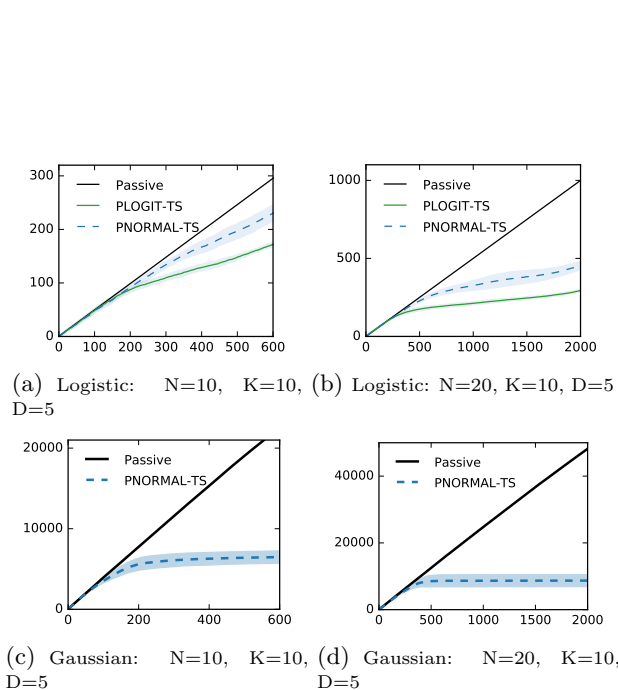 300
200
100
0
0 100 200 300 400 500 600
Passive
PLOGIT-TS
PNORMAL-TS
1000
500
0
0 500 1000 1500 2000
Passive
PLOGIT-TS
PNORMAL-TS
(a) Logistic: N=10, K=10,
D=5
(b) Logistic: N=20, K=10, D=5
20000
10000
0
0 200 400 600
Passive
PNORMAL-TS
40000
20000
0
0 500 1000 1500 2000
Passive
PNORMAL-TS
(c) Gaussian: N=10, K=10,
D=5
(d) Gaussian: N=20, K=10,
D=5